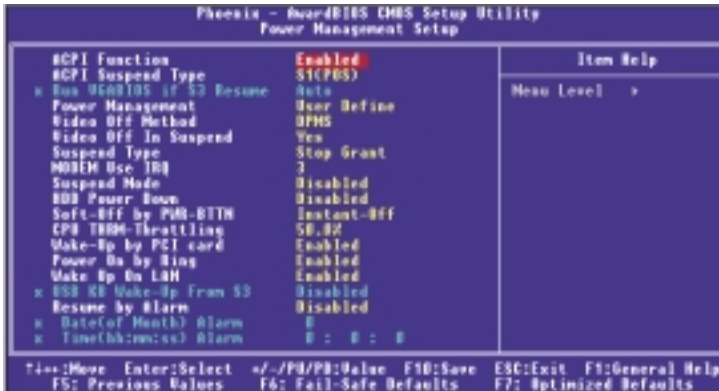 Phoenix - AwardBIOS CMOS Setup Utility
Power Management Setup
ACPI Function Enabled
ACPI Suspend Type S1(POS)
x Run VGABIOS if S3 Resume Auto
Power Management User Define
Video Off Method DPMS
Video Off In Suspend Yes
Suspend Type Stop Grant
MODEM Use IRQ 3
Suspend Mode Disabled
HDD Power Down Disabled
Soft-Off by PWR-BTTN Instant-Off
CPU THRM-Throttling 50.0%
Wake-Up by PCI card Enabled
Power On by Ring Enabled
Wake Up On LAN Enabled
x USB KB Wake-Up From S3 Disabled
Resume by Alarm Disabled
x Date(of Month) Alarm 0
x Time(hh:mm:ss) Alarm 0 : 0 : 0
Item Help
Menu Level >
↑↓←→:Move Enter:Select +/-/PU/PD:Value F10:Save ESC:Exit F1:General Help
F5: Previous Values F6: Fail-Safe Defaults F7: Optimized Defaults